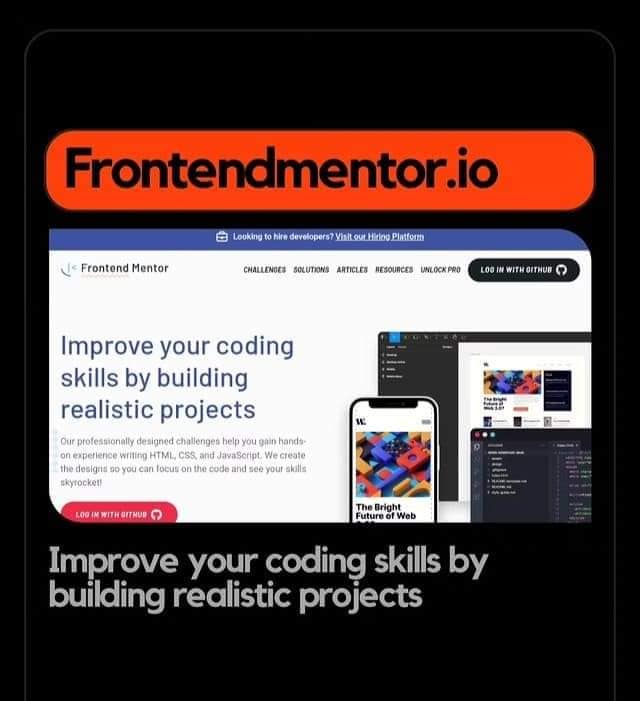 Frontendmentor.io
Looking to hire developers? Visit our Hiring Platform
Frontend Mentor
CHALLENGES SOLUTIONS ARTICLES RESOURCES UNLOCK PRO LOG IN WITH GITHUB
Improve your coding
skills by building
realistic projects
Our professionally designed challenges help you gain hands-
on experience writing HTML, CSS, and JavaScript. We create
the designs so you can focus on the code and see your skills
skyrocket!
LOG IN WITH GITHUB
W.
The Bright
Future of Web
The Bright
Future of
Web 3.0?
Improve your coding skills by
building realistic projects